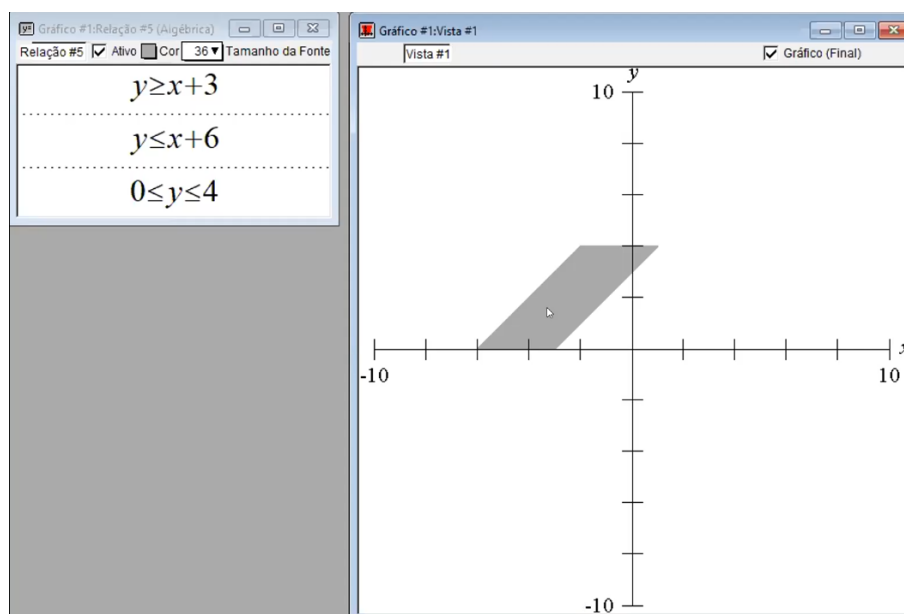 Gráfico #1:Relação #5 (Algébrica)
Relação #5 Ativo Cor 36 Tamanho da Fonte
y≥x+3
y≤x+6
0≤y≤4
Gráfico #1:Vista #1
Vista #1 Gráfico (Final)
y
10
x
-10 10
-10